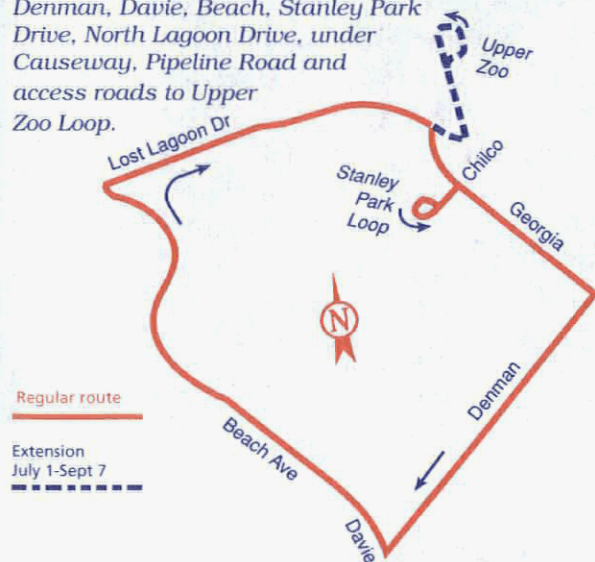 Denman, Davie, Beach, Stanley Park
Drive, North Lagoon Drive, under
Causeway, Pipeline Road and
access roads to Upper
Zoo Loop.
Upper
Zoo
Lost Lagoon Dr
Chilco
Stanley
Park
Loop
Georgia
N
Denman
Regular route
Beach Ave
Extension
July 1-Sept 7
Davie